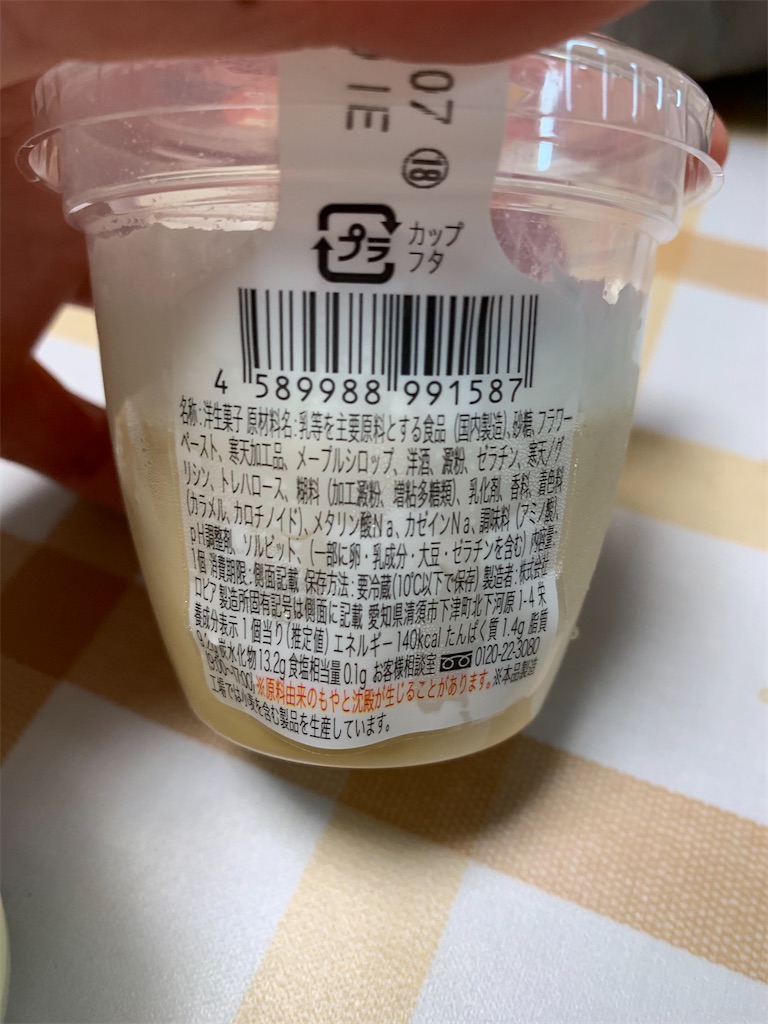 07
IE
⑱
プラ
カップ
フタ
4 589988 991587
名称:洋生菓子 原材料名:乳等を主要原料とする食品(国内製造)、砂糖、フラワー
ペースト、寒天加工品、メープルシロップ、洋酒、澱粉、ゼラチン、寒天/グ
リシン、トレハロース、糊料(加工澱粉、増粘多糖類)、乳化剤、香料、着色料
(カラメル、カロチノイド)、メタリン酸Na、カゼインNa、調味料(アミノ酸)、
pH調整剤、ソルビット、(一部に卵・乳成分・大豆・ゼラチンを含む) 内容量:
1個 消費期限:側面記載 保存方法:要冷蔵(10℃以下で保存) 製造者:株式会社
ロピア 製造所固有記号は側面に記載 愛知県清須市下津町北下河原1-4 栄
養成分表示 1個当り(推定値) エネルギー140kcal たんぱく質1.4g 脂質
炭水化物13.2g 食塩相当量0.1g お客様相談室 0120-22-3080
※原料由来のもやと沈殿が生じることがあります。※本品製造
工場では小麦を含む製品を生産しています。